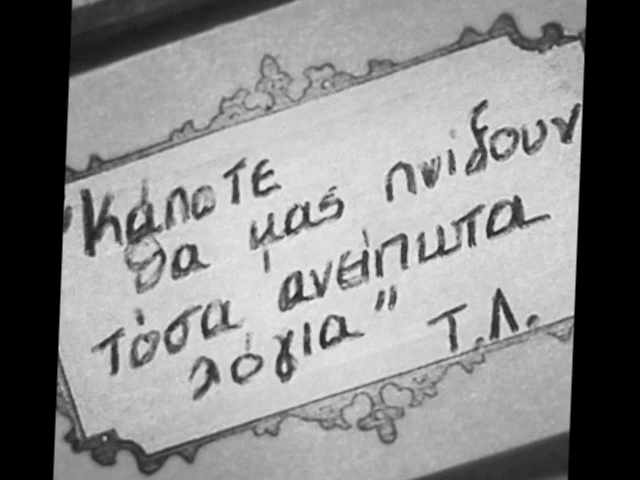 "Κάποτε
θα μας πνίξουν
τόσα ανείπωτα
λόγια" Τ.Λ.